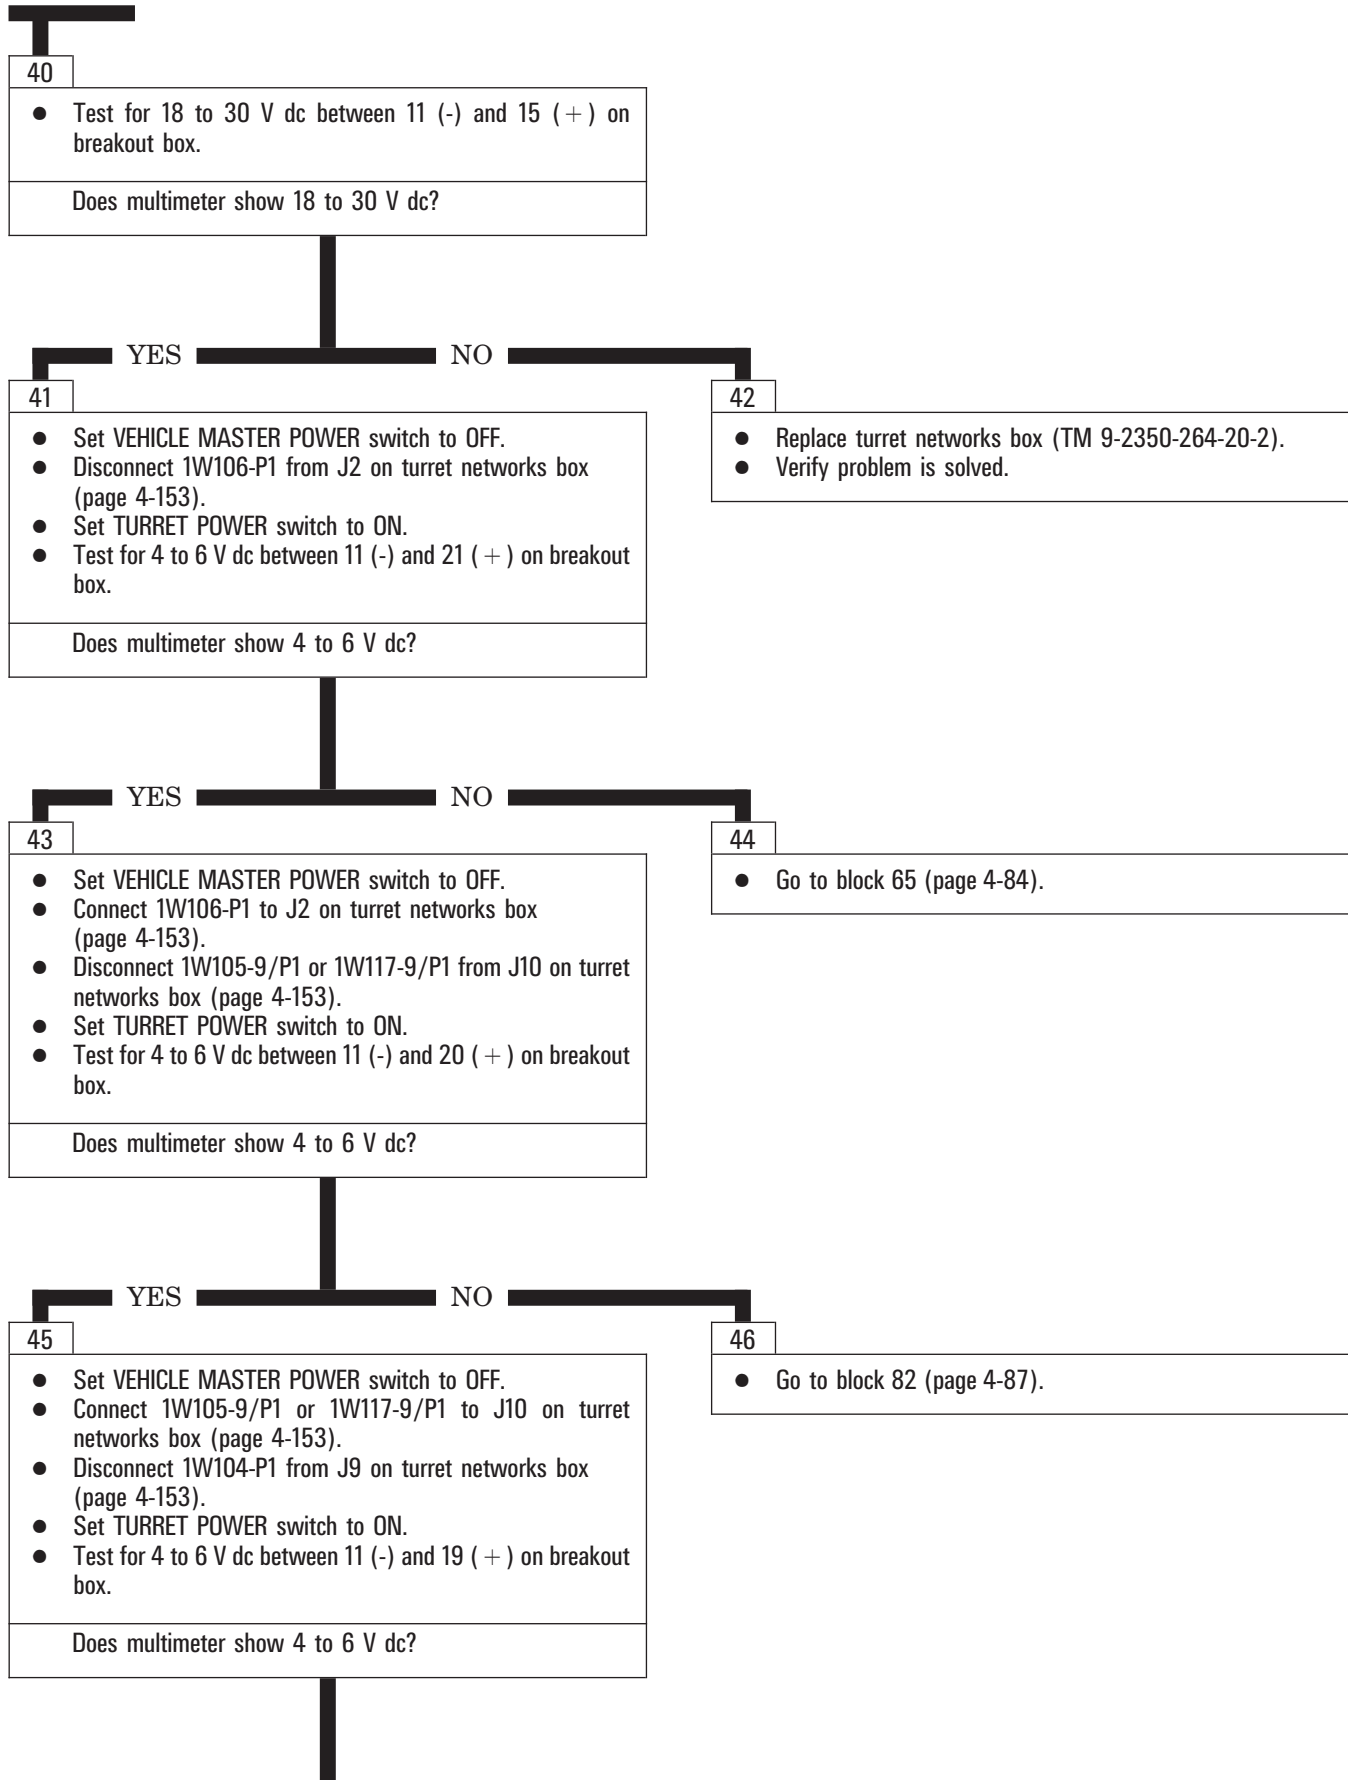 40
● Test for 18 to 30 V dc between 11 (-) and 15 ( + ) on
breakout box.
Does multimeter show 18 to 30 V dc?
YES
NO
41
● Set VEHICLE MASTER POWER switch to OFF.
● Disconnect 1W106-P1 from J2 on turret networks box
(page 4-153).
● Set TURRET POWER switch to ON.
● Test for 4 to 6 V dc between 11 (-) and 21 ( + ) on breakout
box.
Does multimeter show 4 to 6 V dc?
42
● Replace turret networks box (TM 9-2350-264-20-2).
● Verify problem is solved.
YES
NO
43
● Set VEHICLE MASTER POWER switch to OFF.
● Connect 1W106-P1 to J2 on turret networks box
(page 4-153).
● Disconnect 1W105-9/P1 or 1W117-9/P1 from J10 on turret
networks box (page 4-153).
● Set TURRET POWER switch to ON.
● Test for 4 to 6 V dc between 11 (-) and 20 ( + ) on breakout
box.
Does multimeter show 4 to 6 V dc?
44
● Go to block 65 (page 4-84).
YES
NO
45
● Set VEHICLE MASTER POWER switch to OFF.
● Connect 1W105-9/P1 or 1W117-9/P1 to J10 on turret
networks box (page 4-153).
● Disconnect 1W104-P1 from J9 on turret networks box
(page 4-153).
● Set TURRET POWER switch to ON.
● Test for 4 to 6 V dc between 11 (-) and 19 ( + ) on breakout
box.
Does multimeter show 4 to 6 V dc?
46
● Go to block 82 (page 4-87).